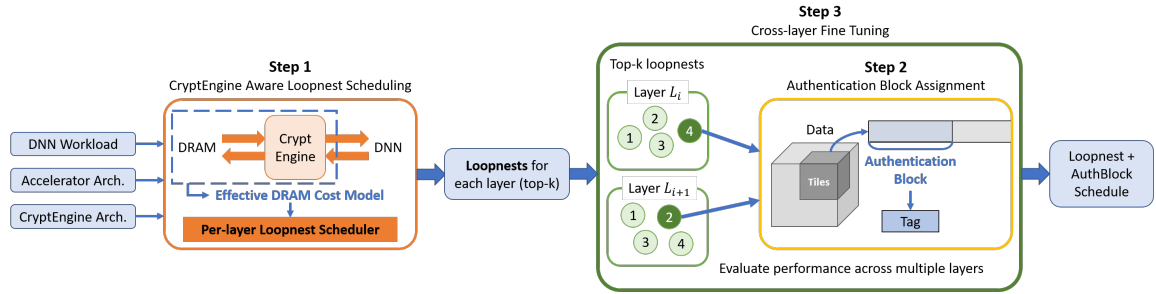 Step 3
Cross-layer Fine Tuning
Step 1
CryptEngine Aware Loopnest Scheduling
DNN Workload
Accelerator Arch.
CryptEngine Arch.
DRAM
Crypt
Engine
DNN
Effective DRAM Cost Model
Per-layer Loopnest Scheduler
Loopnests for
each layer (top-k)
Top-k loopnests
Layer L_i
1
2
3
4
Layer L_{i+1}
1
2
3
4
Step 2
Authentication Block Assignment
Data
Tiles
Authentication
Block
Tag
Evaluate performance across multiple layers
Loopnest +
AuthBlock
Schedule